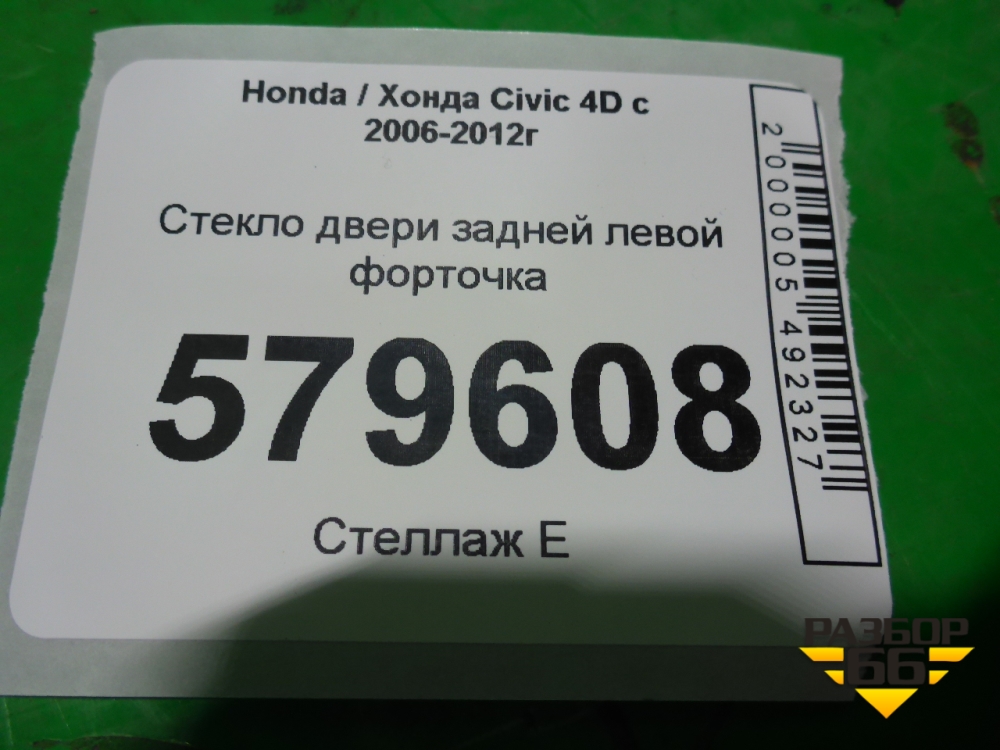 Honda / Хонда Civic 4D с
2006-2012г
Стекло двери задней левой
форточка
579608
Стеллаж E
2000005492327
РАЗБОР
66